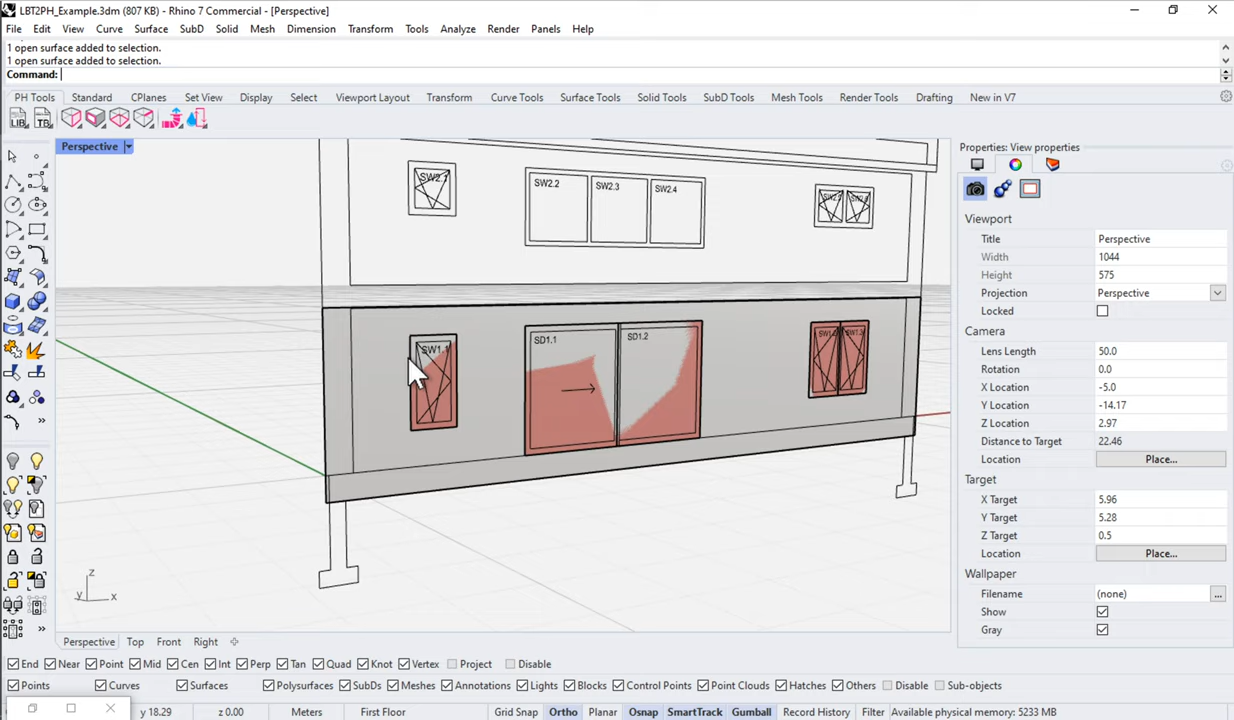 LBT2PH_Example.3dm (807 KB) - Rhino 7 Commercial - [Perspective]
File Edit View Curve Surface SubD Solid Mesh Dimension Transform Tools Analyze Render Panels Help
1 open surface added to selection.
1 open surface added to selection.
Command:
PH Tools Standard CPlanes Set View Display Select Viewport Layout Transform Curve Tools Surface Tools Solid Tools SubD Tools Mesh Tools Render Tools Drafting New in V7
LIB TB
Perspective
Properties: View properties
SW2.1
SW2.2
SW2.3
SW2.4
Viewport
Title Perspective
Width 1044
Height 575
Projection Perspective
Locked
Camera
SW1.1
SD1.1
SD1.2
Lens Length 50.0
Rotation 0.0
X Location -5.0
Y Location -14.17
Z Location 2.97
Distance to Target 22.46
Location Place...
Target
X Target 5.96
Y Target 5.28
Z Target 0.5
Location Place...
Wallpaper
Filename (none) ...
Show
Gray
z
y x
Perspective Top Front Right
End Near Point Mid Cen Int Perp Tan Quad Knot Vertex Project Disable
Points Curves Surfaces Polysurfaces SubDs Meshes Annotations Lights Blocks Control Points Point Clouds Hatches Others Disable Sub-objects
y 18.29 z 0.00 Meters First Floor Grid Snap Ortho Planar Osnap SmartTrack Gumball Record History Filter Available physical memory: 5233 MB